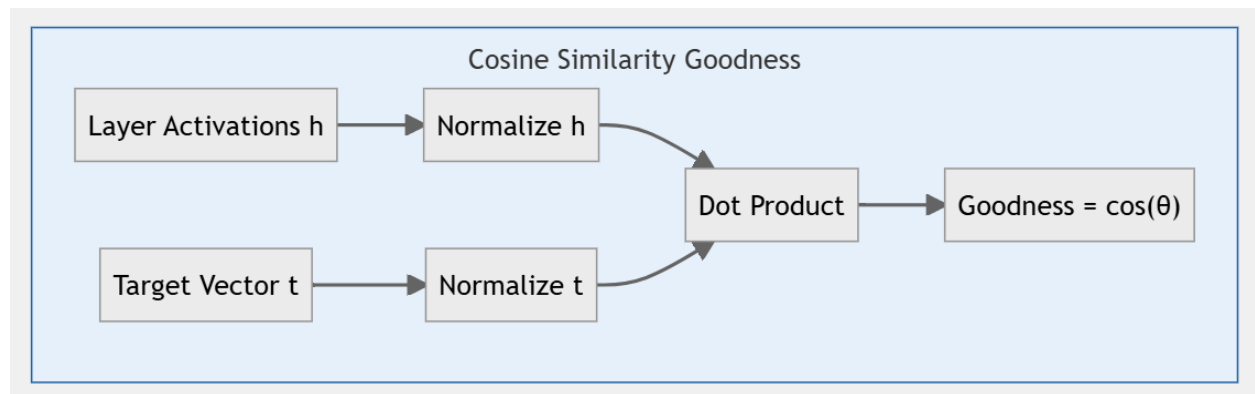 Cosine Similarity Goodness
Layer Activations h
Normalize h
Dot Product
Goodness = cos(θ)
Target Vector t
Normalize t